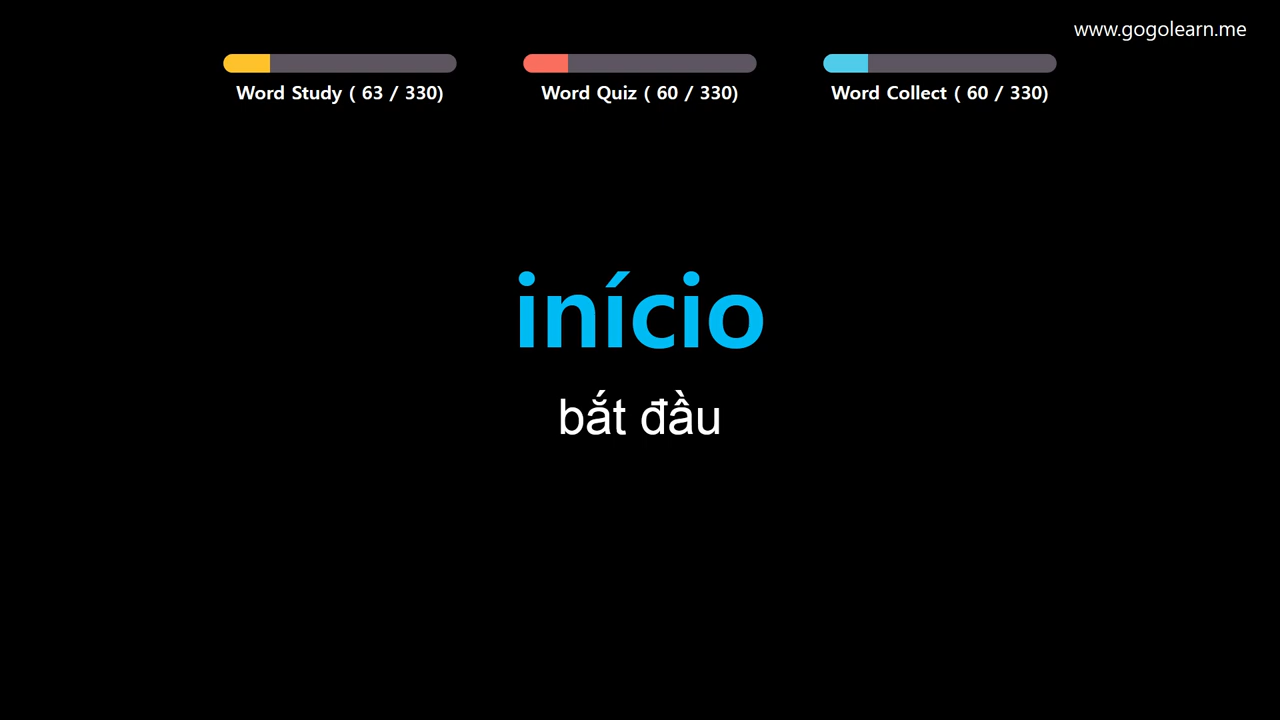 www.gogolearn.me
Word Study ( 63 / 330)
Word Quiz ( 60 / 330)
Word Collect ( 60 / 330)
início
bắt đầu